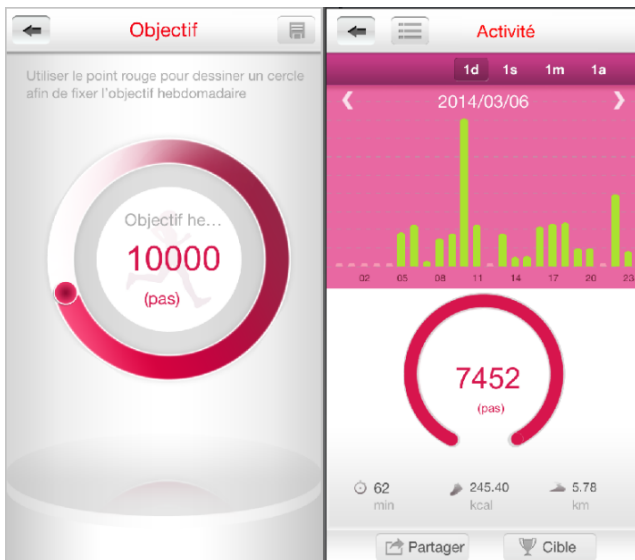 Objectif
Utiliser le point rouge pour dessiner un cercle
afin de fixer l'objectif hebdomadaire
Objectif he...
10000
(pas)
Activité
1d 1s 1m 1a
2014/03/06
02 05 08 11 14 17 20 23
7452
(pas)
62
min
245.40
kcal
5.78
km
Partager
Cible